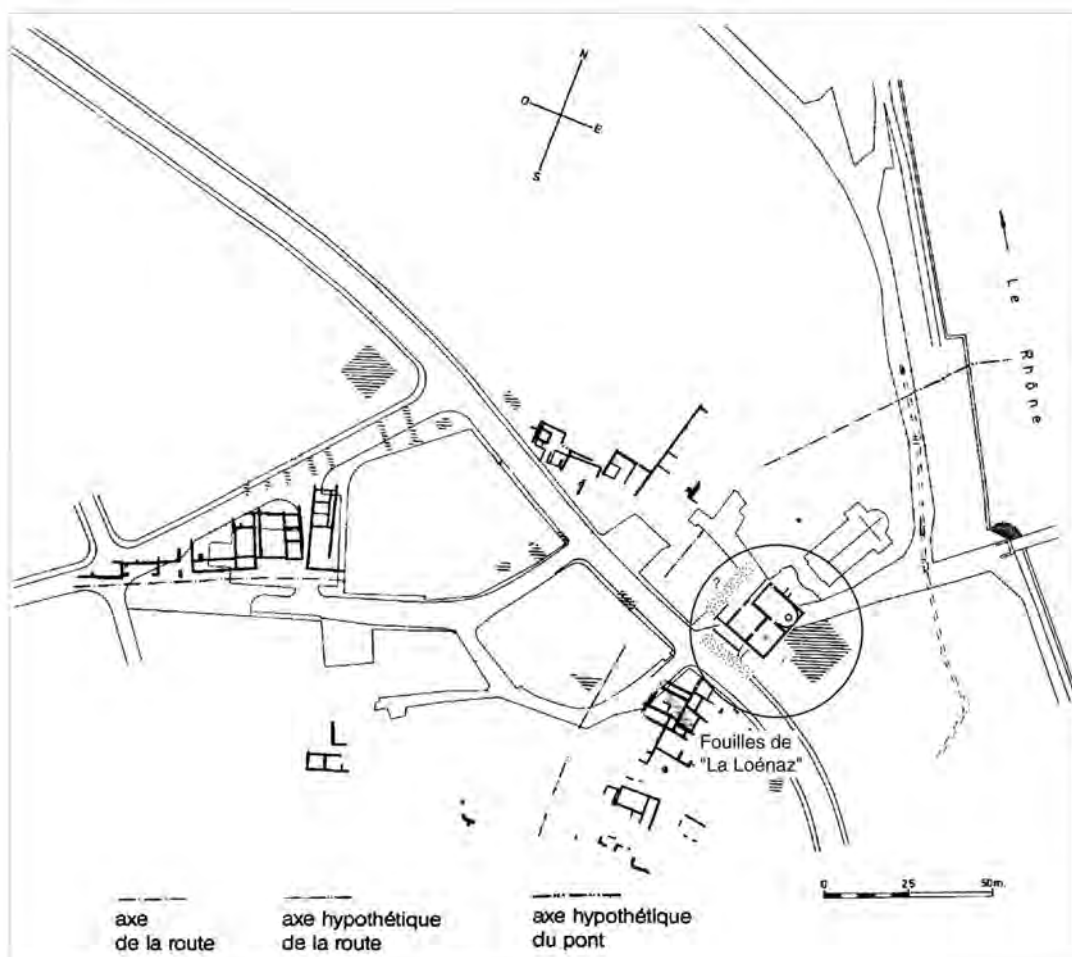 N
O
E
S
Le Rhône
1
?
Fouilles de
"La Loénaz"
0 25 50m.
axe
de la route
axe hypothétique
de la route
axe hypothétique
du pont